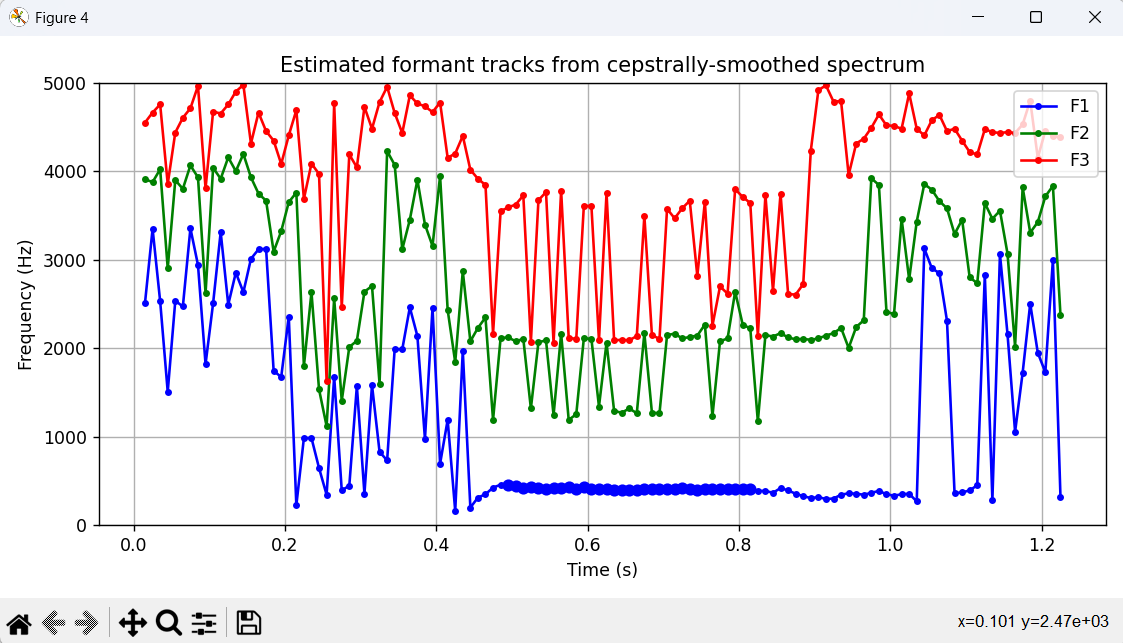 Figure 4
Estimated formant tracks from cepstrally-smoothed spectrum
5000
4000
3000
2000
1000
0
Frequency (Hz)
F1
F2
F3
0.0 0.2 0.4 0.6 0.8 1.0 1.2
Time (s)
x=0.101 y=2.47e+03